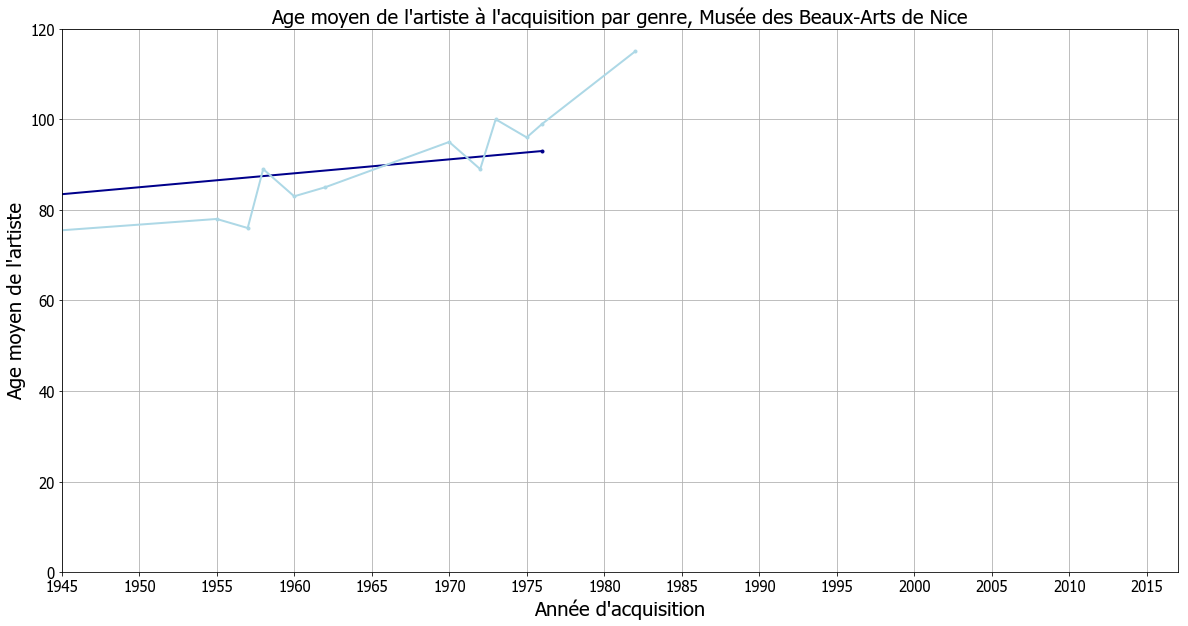 Age moyen de l'artiste à l'acquisition par genre, Musée des Beaux-Arts de Nice
120
100
80
60
40
20
0
Age moyen de l'artiste
1945 1950 1955 1960 1965 1970 1975 1980 1985 1990 1995 2000 2005 2010 2015
Année d'acquisition